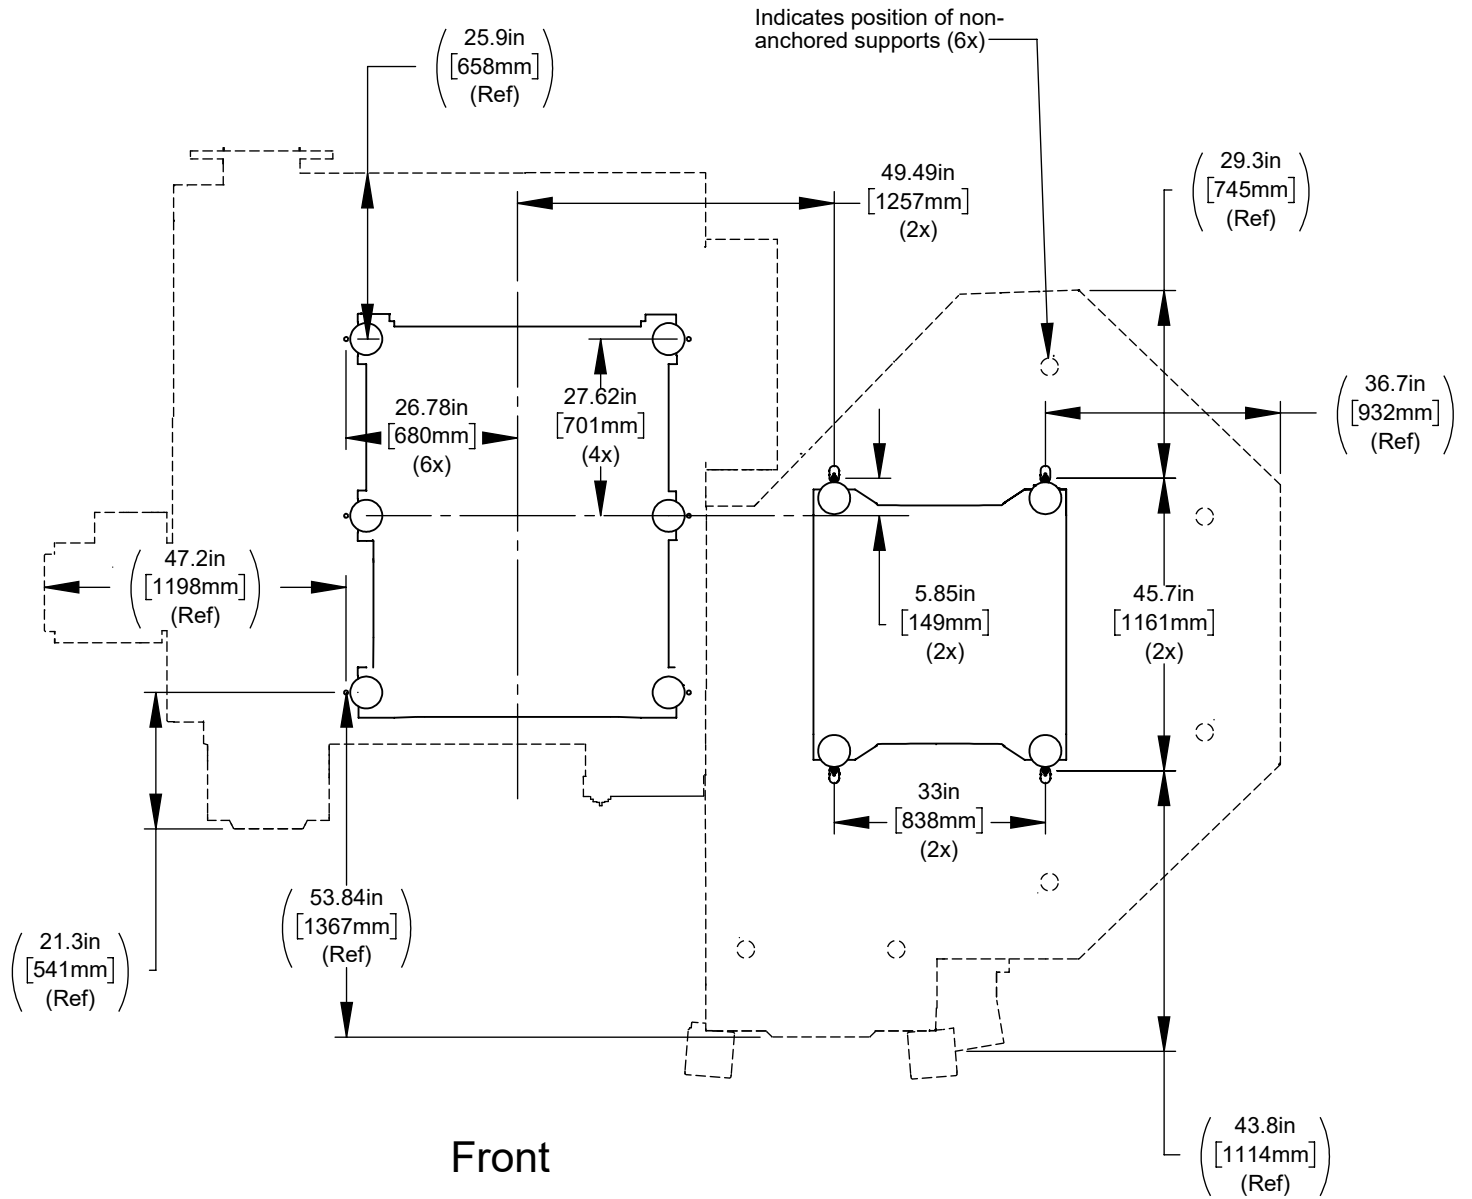 Indicates position of non-
anchored supports (6x)
25.9in
[658mm]
(Ref)
49.49in
[1257mm]
(2x)
29.3in
[745mm]
(Ref)
36.7in
[932mm]
(Ref)
26.78in
[680mm]
(6x)
27.62in
[701mm]
(4x)
47.2in
[1198mm]
(Ref)
5.85in
[149mm]
(2x)
45.7in
[1161mm]
(2x)
33in
[838mm]
(2x)
53.84in
[1367mm]
(Ref)
21.3in
[541mm]
(Ref)
43.8in
[1114mm]
(Ref)
Front